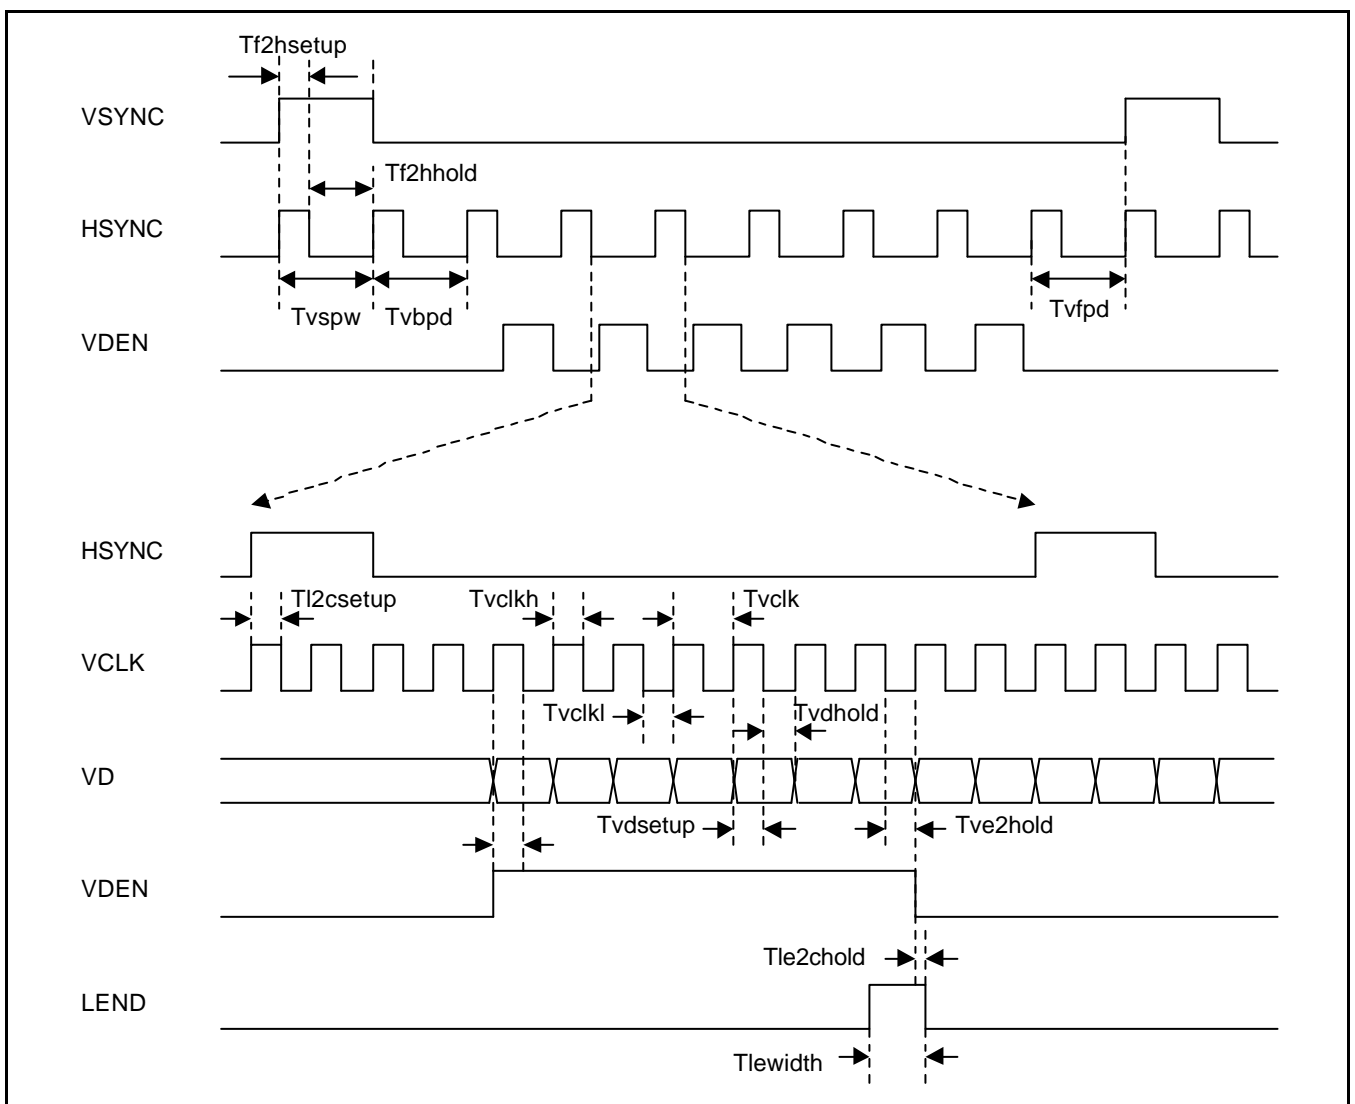 Tf2hsetup
VSYNC
Tf2hhold
HSYNC
Tvspw Tvbpd Tvfpd
VDEN
HSYNC
Tl2csetup Tvclkh Tvclk
VCLK
Tvclkl Tvdhold
VD
Tvdsetup Tve2hold
VDEN
Tle2chold
LEND
Tlewidth